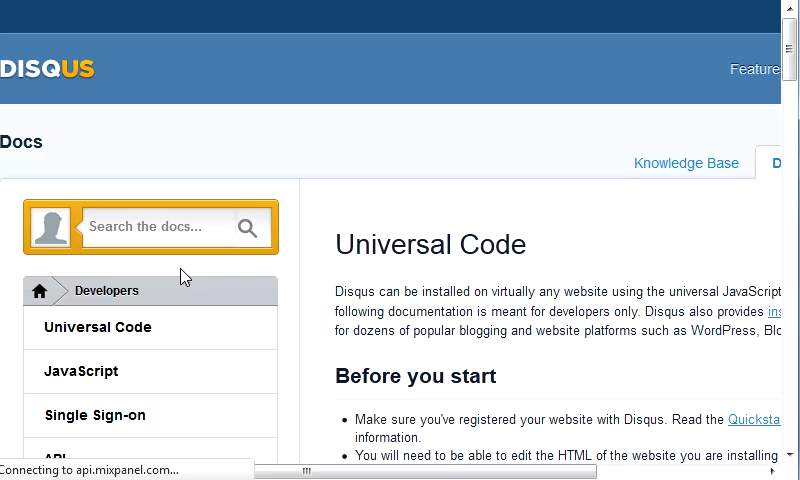 DISQUS
Feature
Docs
Knowledge Base
D
Search the docs...
Developers
Universal Code
JavaScript
Single Sign-on
API
Universal Code
Disqus can be installed on virtually any website using the universal JavaScript
following documentation is meant for developers only. Disqus also provides ins
for dozens of popular blogging and website platforms such as WordPress, Blo
Before you start
• Make sure you've registered your website with Disqus. Read the Quicksta
information.
• You will need to be able to edit the HTML of the website you are installing
Connecting to api.mixpanel.com...